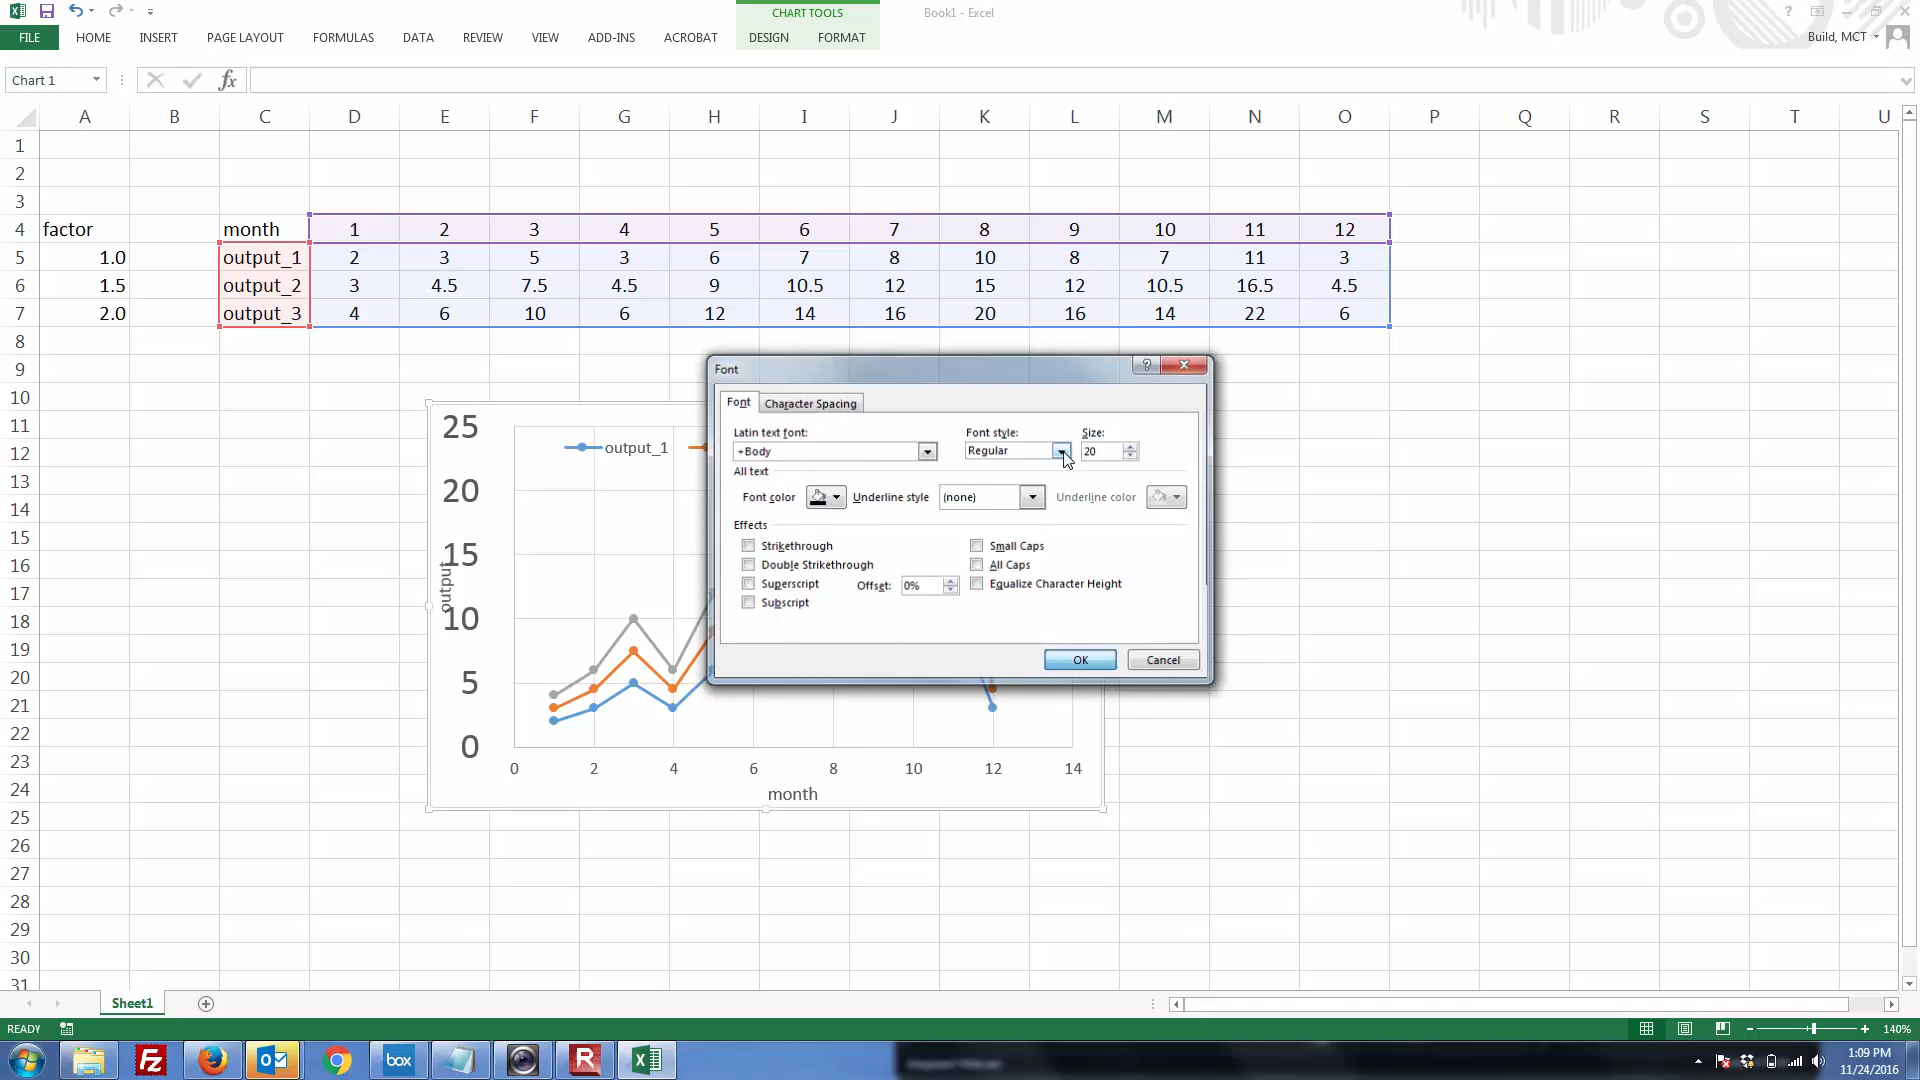 CHART TOOLS
Book1 - Excel
?
FILE HOME INSERT PAGE LAYOUT FORMULAS DATA REVIEW VIEW ADD-INS ACROBAT DESIGN FORMAT
Build, MCT
Chart 1
fx
A B C D E F G H I J K L M N O P Q R S T U
1
2
3
4 factor month 1 2 3 4 5 6 7 8 9 10 11 12
5 1.0 output_1 2 3 5 3 6 7 8 10 8 7 11 3
6 1.5 output_2 3 4.5 7.5 4.5 9 10.5 12 15 12 10.5 16.5 4.5
7 2.0 output_3 4 6 10 6 12 14 16 20 16 14 22 6
8
9
10
11
12
13
14
15
16
17
18
19
20
21
22
23
24
25
26
27
28
29
30
31
Font
?
Font Character Spacing
Latin text font: Font style: Size:
+Body Regular 20
All text
Font color Underline style (none) Underline color
Effects
Strikethrough Small Caps
Double Strikethrough All Caps
Superscript Offset: 0% Equalize Character Height
Subscript
OK Cancel
25
20
15
10
5
0
output
output_1
0 2 4 6 8 10 12 14
month
Sheet1
READY
140%
Fz
box
R
1:09 PM
11/24/2016